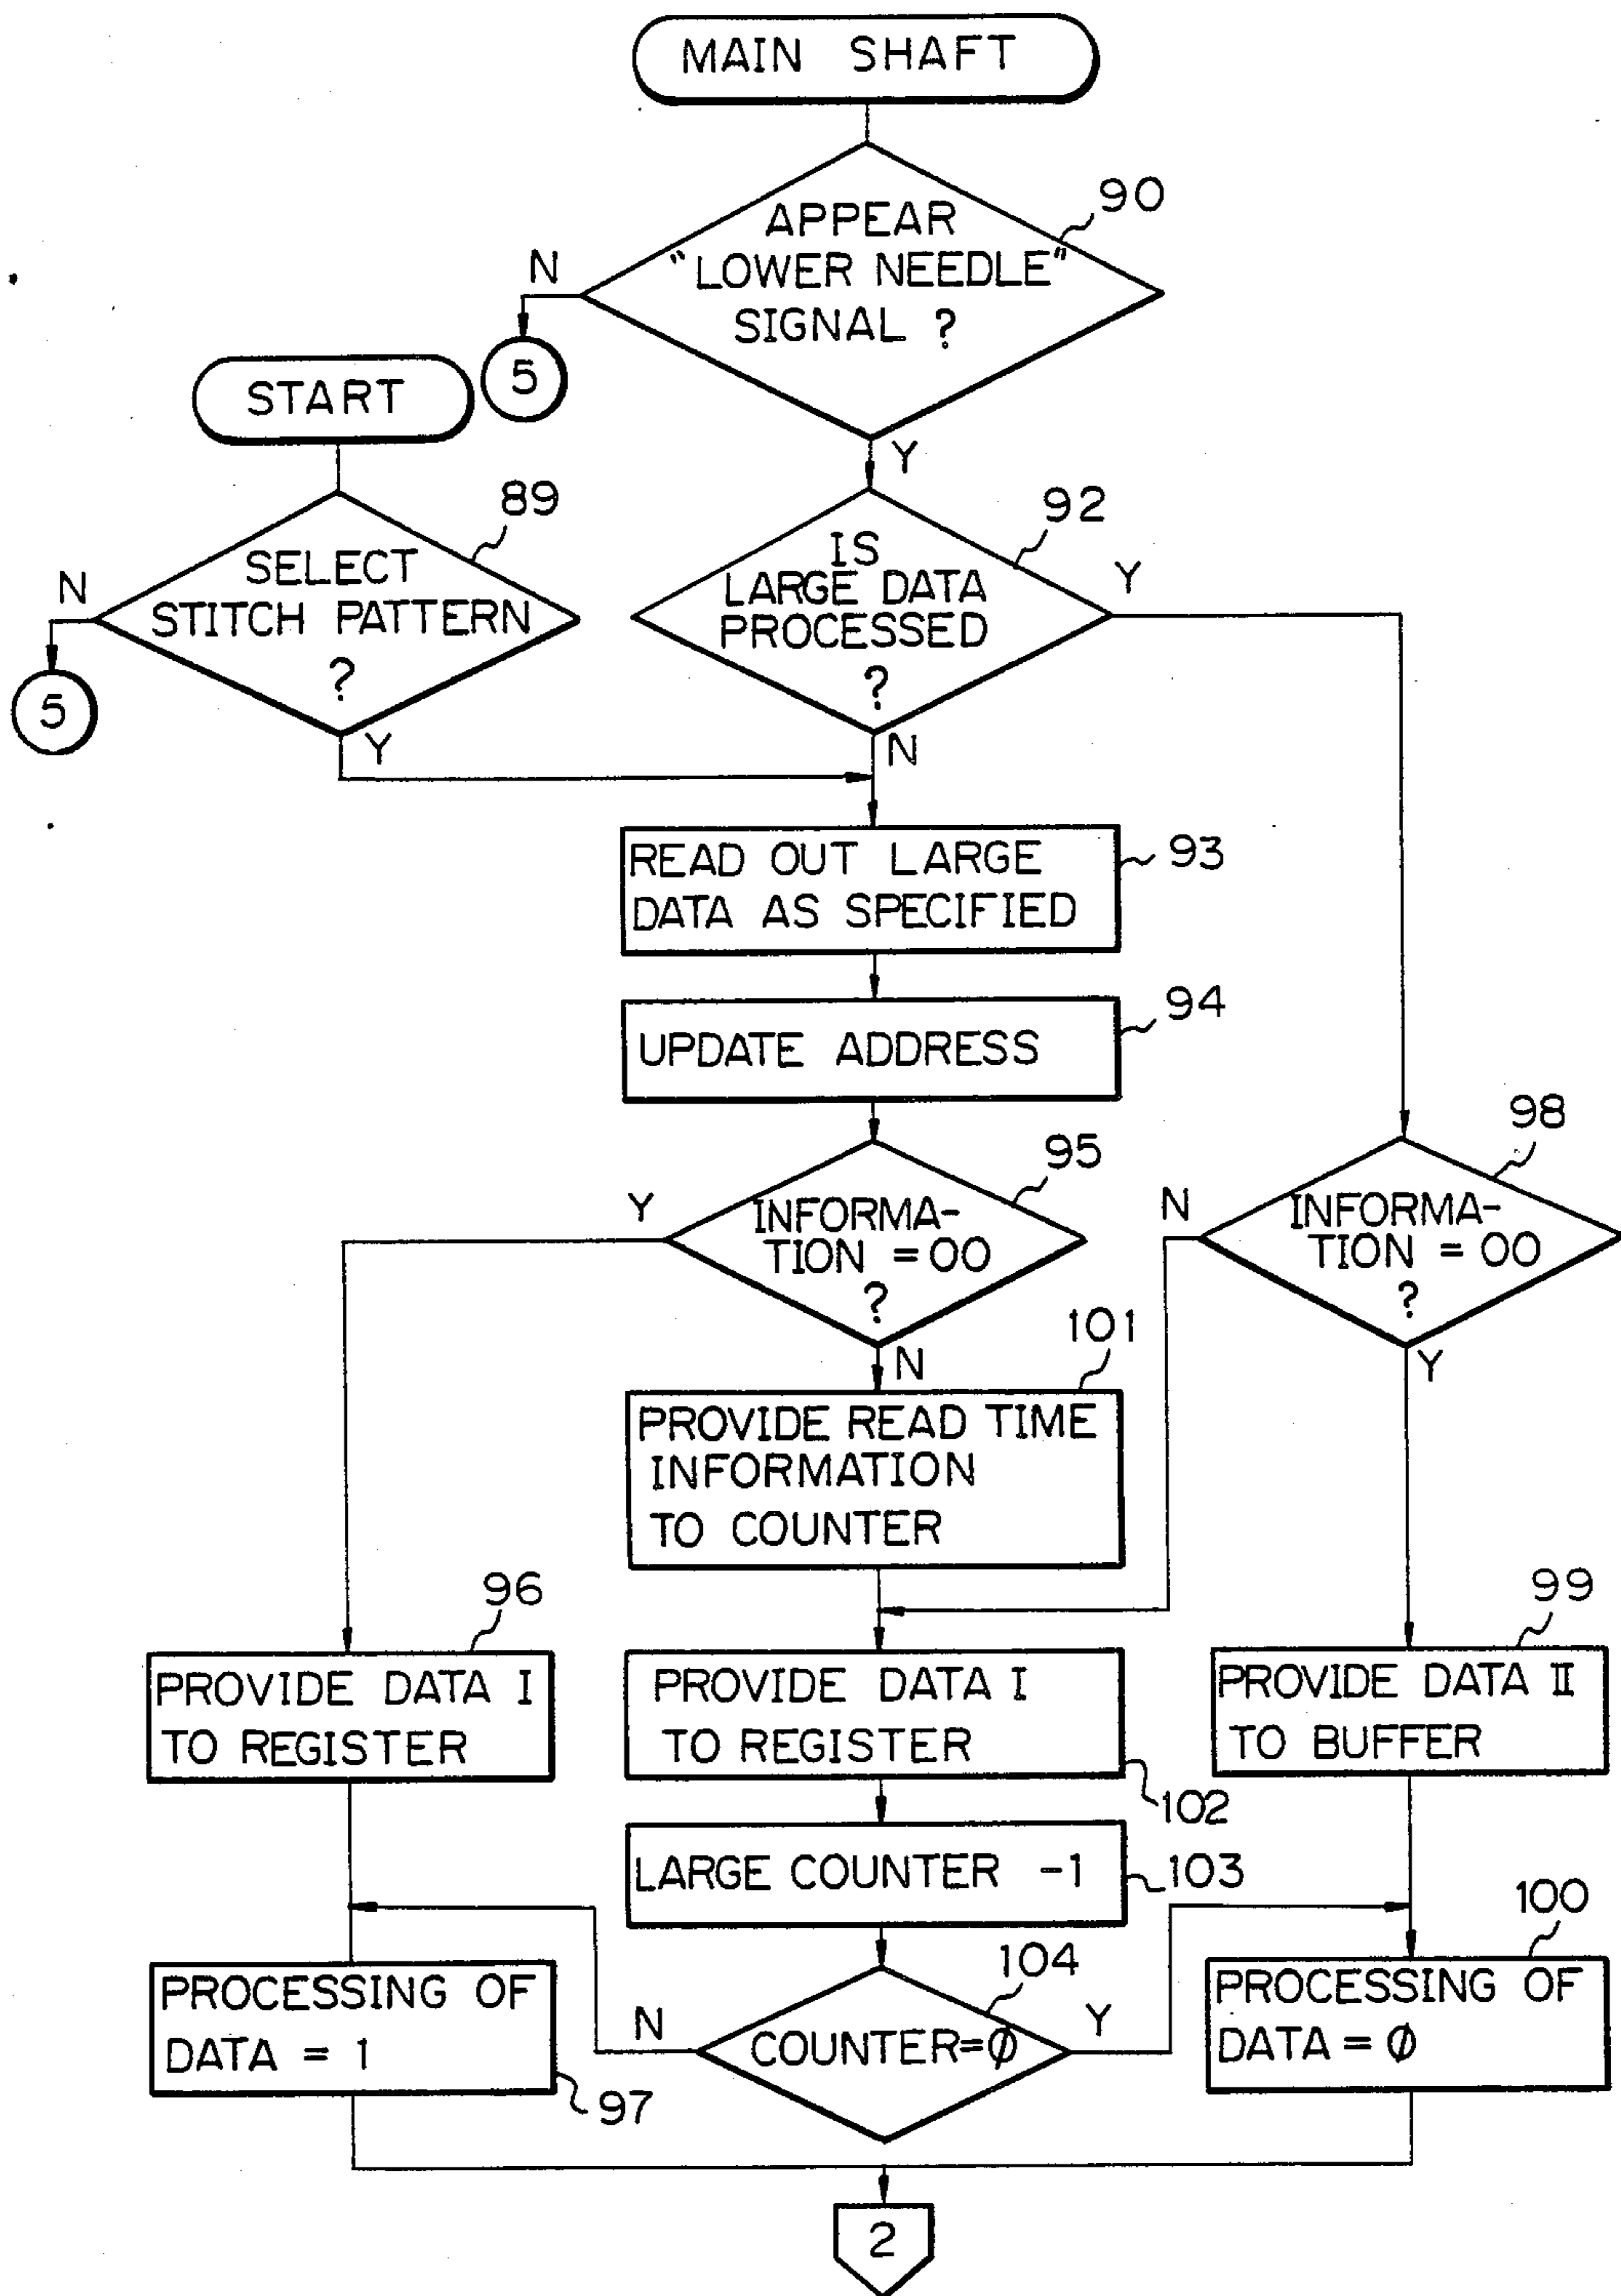 MAIN SHAFT
90
APPEAR
"LOWER NEEDLE"
SIGNAL ?
N
5
Y
START
89
SELECT
STITCH PATTERN
?
N
5
Y
92
IS
LARGE DATA
PROCESSED
?
Y
N
READ OUT LARGE
DATA AS SPECIFIED
93
UPDATE ADDRESS
94
95
INFORMA-
TION = 00
?
Y
N
98
INFORMA-
TION = 00
?
N
Y
101
PROVIDE READ TIME
INFORMATION
TO COUNTER
96
PROVIDE DATA I
TO REGISTER
PROVIDE DATA I
TO REGISTER
102
99
PROVIDE DATA II
TO BUFFER
LARGE COUNTER -1
103
PROCESSING OF
DATA = 1
97
104
COUNTER=Ø
N
Y
100
PROCESSING OF
DATA = Ø
2